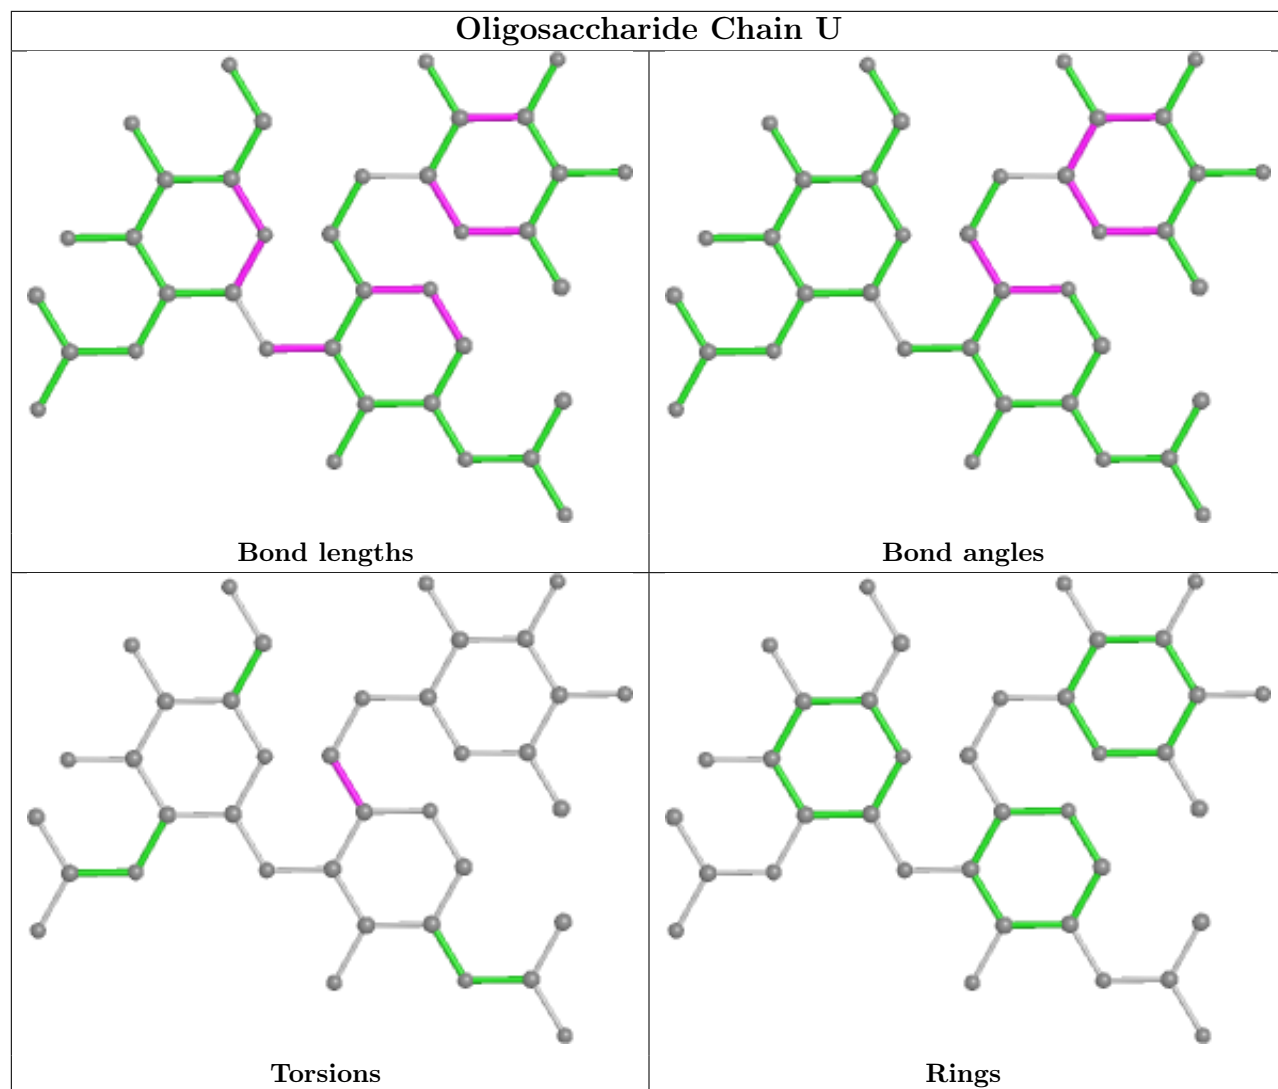 Oligosaccharide Chain U
Bond lengths
Bond angles
Torsions
Rings